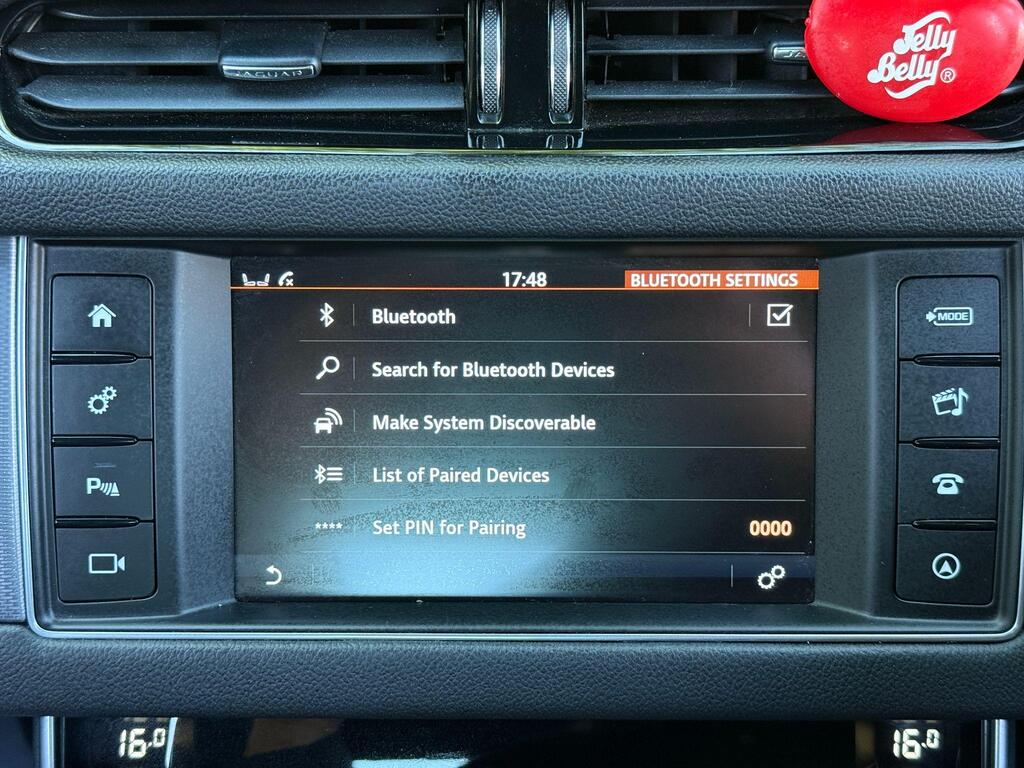 JAGUAR
JA
Jelly
Belly®
17:48
BLUETOOTH SETTINGS
Bluetooth
MODE
Search for Bluetooth Devices
Make System Discoverable
List of Paired Devices
P
Set PIN for Pairing
****
0000
16.0
16.0